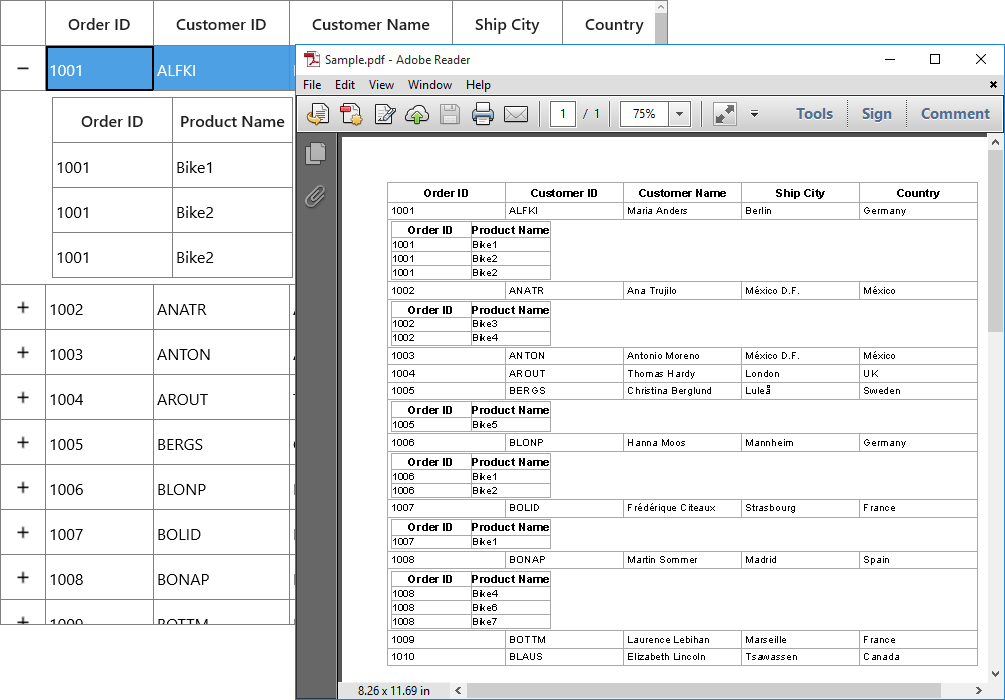 Order ID Customer ID Customer Name Ship City Country
1001 ALFKI
Order ID Product Name
1001 Bike1
1001 Bike2
1001 Bike2
1002 ANATR
1003 ANTON
1004 AROUT
1005 BERGS
1006 BLONP
1007 BOLID
1008 BONAP
1009 BOTTM
Sample.pdf - Adobe Reader
File Edit View Window Help
1 / 1 75% Tools Sign Comment
Order ID Customer ID Customer Name Ship City Country
1001 ALFKI Maria Anders Berlin Germany
Order ID Product Name
1001 Bike1
1001 Bike2
1001 Bike2
1002 ANATR Ana Trujilo México D.F. México
Order ID Product Name
1002 Bike3
1002 Bike4
1003 ANTON Antonio Moreno México D.F. México
1004 AROUT Thomas Hardy London UK
1005 BERGS Christina Berglund Luleå Sweden
Order ID Product Name
1005 Bike5
1006 BLONP Hanna Moos Mannheim Germany
Order ID Product Name
1006 Bike1
1006 Bike2
1007 BOLID Frédérique Citeaux Strasbourg France
Order ID Product Name
1007 Bike1
1008 BONAP Martin Sommer Madrid Spain
Order ID Product Name
1008 Bike4
1008 Bike6
1008 Bike7
1009 BOTTM Laurence Lebihan Marseille France
1010 BLAUS Elizabeth Lincoln Tsawassen Canada
8.26 x 11.69 in